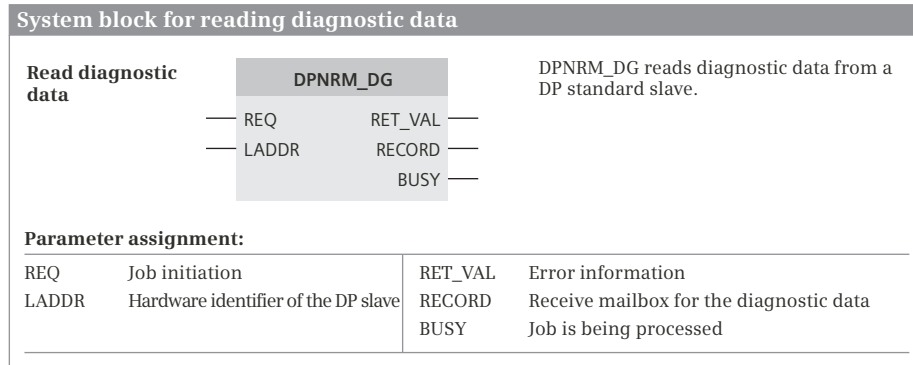 System block for reading diagnostic data
Read diagnostic
data
DPNRM_DG
REQ RET_VAL
LADDR RECORD
BUSY
DPNRM_DG reads diagnostic data from a
DP standard slave.
Parameter assignment:
REQ Job initiation RET_VAL Error information
LADDR Hardware identifier of the DP slave RECORD Receive mailbox for the diagnostic data
BUSY Job is being processed